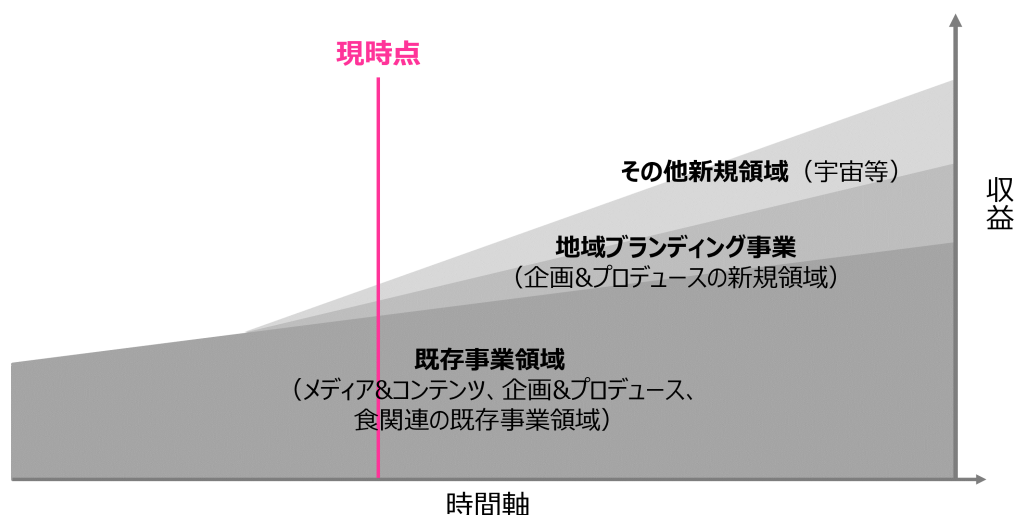 現時点
その他新規領域（宇宙等）
収益
地域ブランディング事業
（企画&プロデュースの新規領域）
既存事業領域
（メディア&コンテンツ、企画&プロデュース、
食関連の既存事業領域）
時間軸